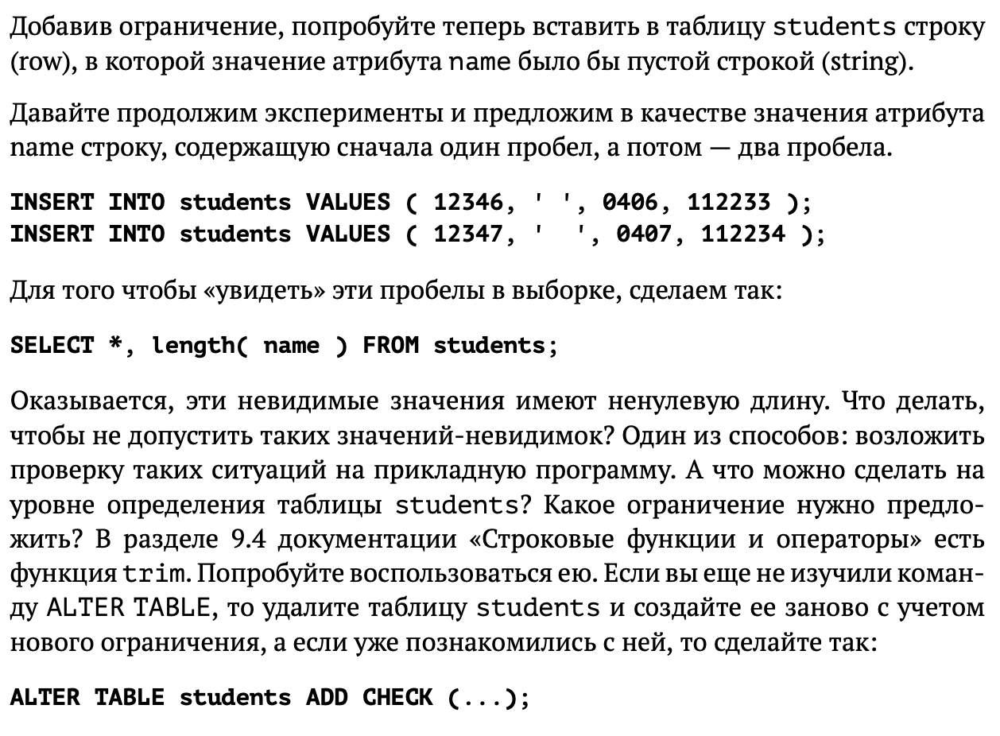 Добавив ограничение, попробуйте теперь вставить в таблицу students строку
(row), в которой значение атрибута name было бы пустой строкой (string).
Давайте продолжим эксперименты и предложим в качестве значения атрибута
name строку, содержащую сначала один пробел, а потом — два пробела.
INSERT INTO students VALUES ( 12346, ' ', 0406, 112233 );
INSERT INTO students VALUES ( 12347, '  ', 0407, 112234 );
Для того чтобы «увидеть» эти пробелы в выборке, сделаем так:
SELECT *, length( name ) FROM students;
Оказывается, эти невидимые значения имеют ненулевую длину. Что делать,
чтобы не допустить таких значений-невидимок? Один из способов: возложить
проверку таких ситуаций на прикладную программу. А что можно сделать на
уровне определения таблицы students? Какое ограничение нужно предло-
жить? В разделе 9.4 документации «Строковые функции и операторы» есть
функция trim. Попробуйте воспользоваться ею. Если вы еще не изучили коман-
ду ALTER TABLE, то удалите таблицу students и создайте ее заново с учетом
нового ограничения, а если уже познакомились с ней, то сделайте так:
ALTER TABLE students ADD CHECK (...);